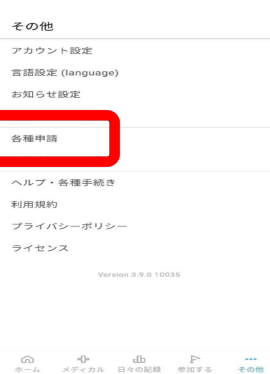 その他
アカウント設定
言語設定 (language)
お知らせ設定
各種申請
ヘルプ・各種手続き
利用規約
プライバシーポリシー
ライセンス
Version 3.9.0 10035
ホーム メディカル 日々の記録 参加する その他